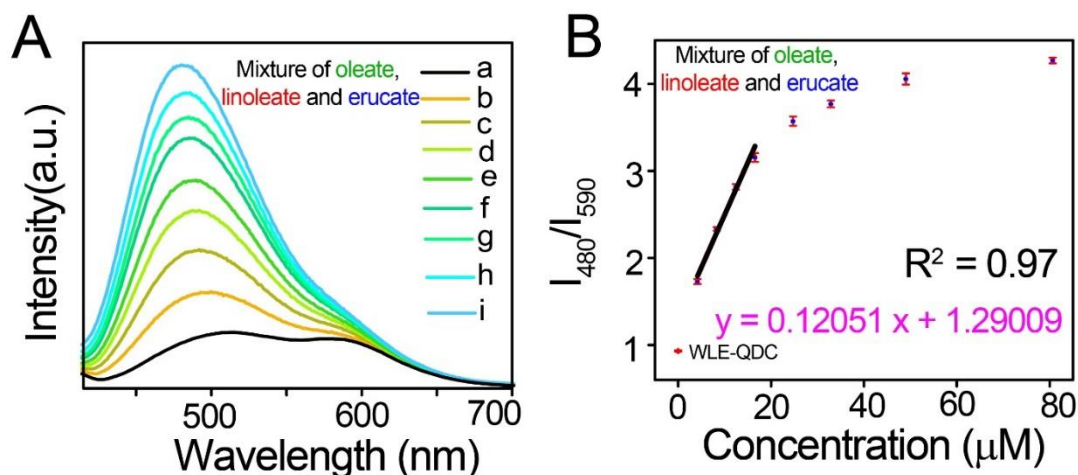 A
Mixture of oleate,
linoleate and erucate
a
b
c
d
e
f
g
h
i
Intensity(a.u.)
500
600
700
Wavelength (nm)
B
Mixture of oleate,
linoleate and erucate
4
3
2
1
I480/I590
R² = 0.97
y = 0.12051 x + 1.29009
WLE-QDC
0
20
40
60
80
Concentration (μM)